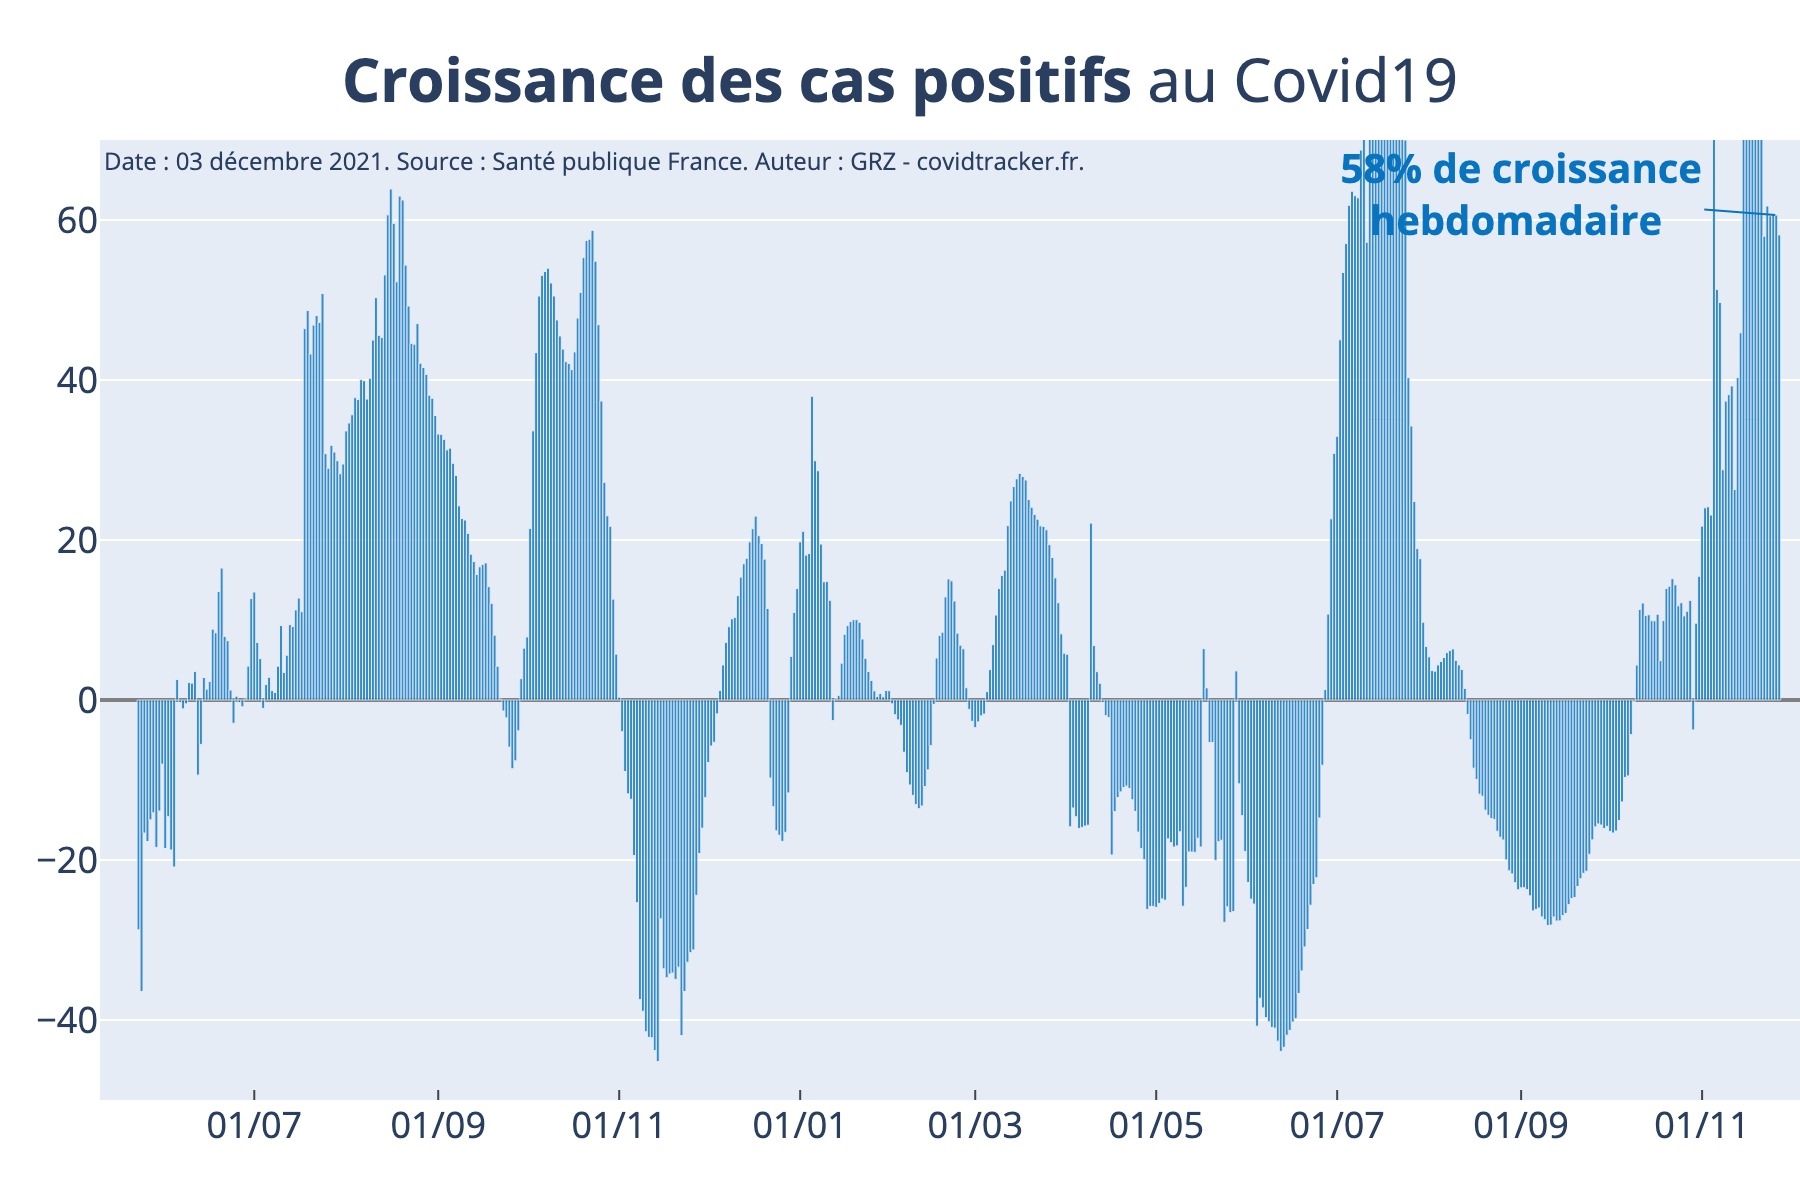 Croissance des cas positifs au Covid19
Date : 03 décembre 2021. Source : Santé publique France. Auteur : GRZ - covidtracker.fr.
58% de croissance
hebdomadaire
60
40
20
0
−20
−40
01/07 01/09 01/11 01/01 01/03 01/05 01/07 01/09 01/11